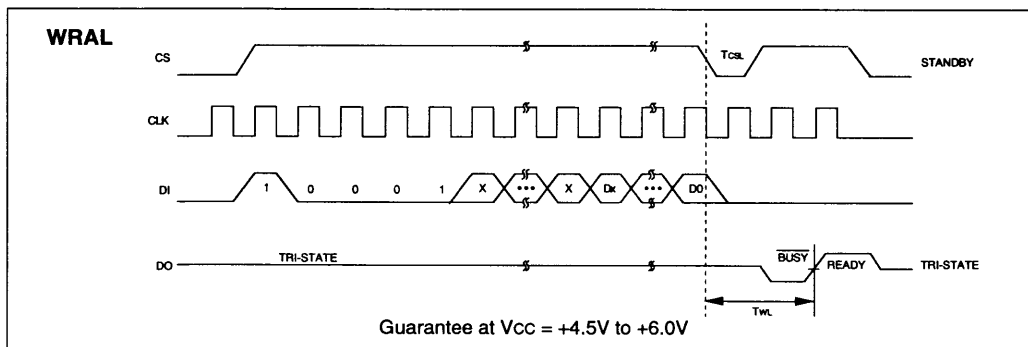 WRAL
CS
TCSL
STANDBY
CLK
DI
1 0 0 0 1 X ••• X Dx ••• D0
DO
TRI-STATE
BUSY
READY
TRI-STATE
TWL
Guarantee at VCC = +4.5V to +6.0V